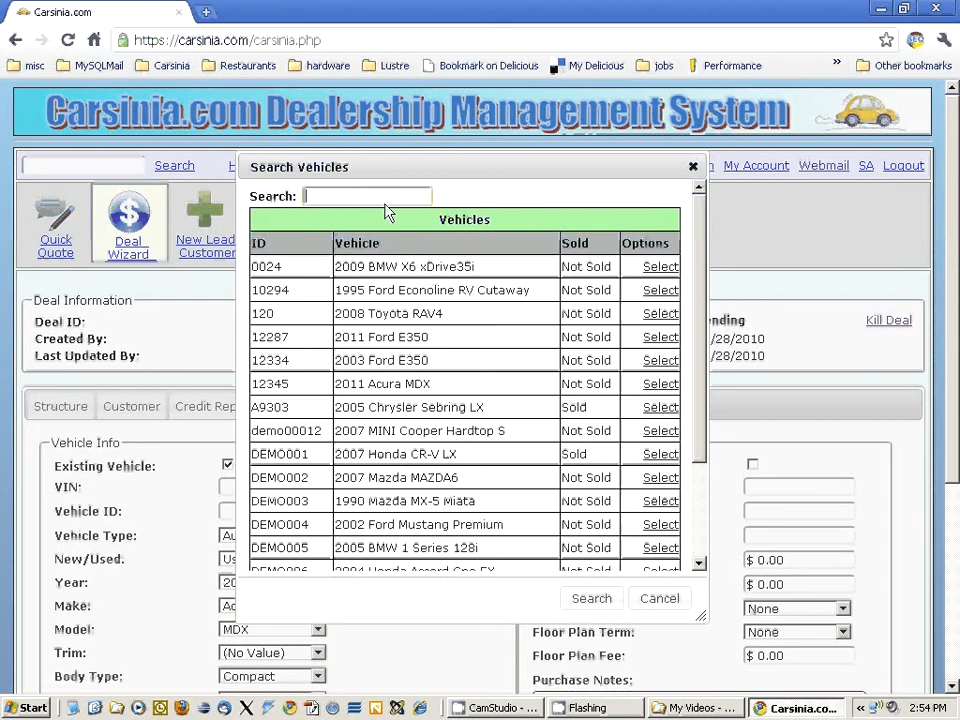 Carsinia.com
https://carsinia.com/carsinia.php
misc MySQLMail Carsinia Restaurants hardware Lustre Bookmark on Delicious My Delicious jobs Performance » Other bookmarks
Carsinia.com Dealership Management System
Search My Account Webmail SA Logout
Search Vehicles
Search:
Vehicles
ID Vehicle Sold Options
0024 2009 BMW X6 xDrive35i Not Sold Select
10294 1995 Ford Econoline RV Cutaway Not Sold Select
120 2008 Toyota RAV4 Not Sold Select
12287 2011 Ford E350 Not Sold Select
12334 2003 Ford E350 Not Sold Select
12345 2011 Acura MDX Not Sold Select
A9303 2005 Chrysler Sebring LX Sold Select
demo00012 2007 MINI Cooper Hardtop S Not Sold Select
DEMO001 2007 Honda CR-V LX Sold Select
DEMO002 2007 Mazda MAZDA6 Not Sold Select
DEMO003 1990 Mazda MX-5 Miata Not Sold Select
DEMO004 2002 Ford Mustang Premium Not Sold Select
DEMO005 2005 BMW 1 Series 128i Not Sold Select
Search Cancel
Quick Quote
Deal Wizard
New Lead Customer
Deal Information
Deal ID:
Created By: /28/2010
Last Updated By: /28/2010
Kill Deal
Structure Customer Credit Rep
Vehicle Info
Existing Vehicle:
VIN:
Vehicle ID:
Vehicle Type:
New/Used: $ 0.00
Year: $ 0.00
Make: None
Model: MDX
Floor Plan Term: None
Trim: (No Value)
Floor Plan Fee: $ 0.00
Body Type: Compact
Purchase Notes:
Start CamStudio - ... Flashing My Videos - ... Carsinia.co... « 2:54 PM